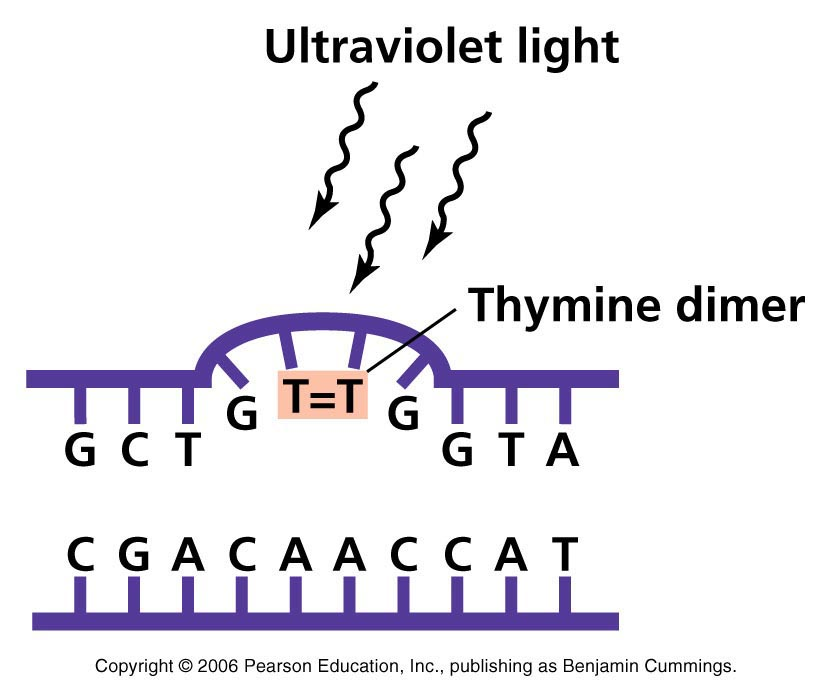 Ultraviolet light
Thymine dimer
G C T G T=T G G T A
C G A C A A C C A T
Copyright © 2006 Pearson Education, Inc., publishing as Benjamin Cummings.